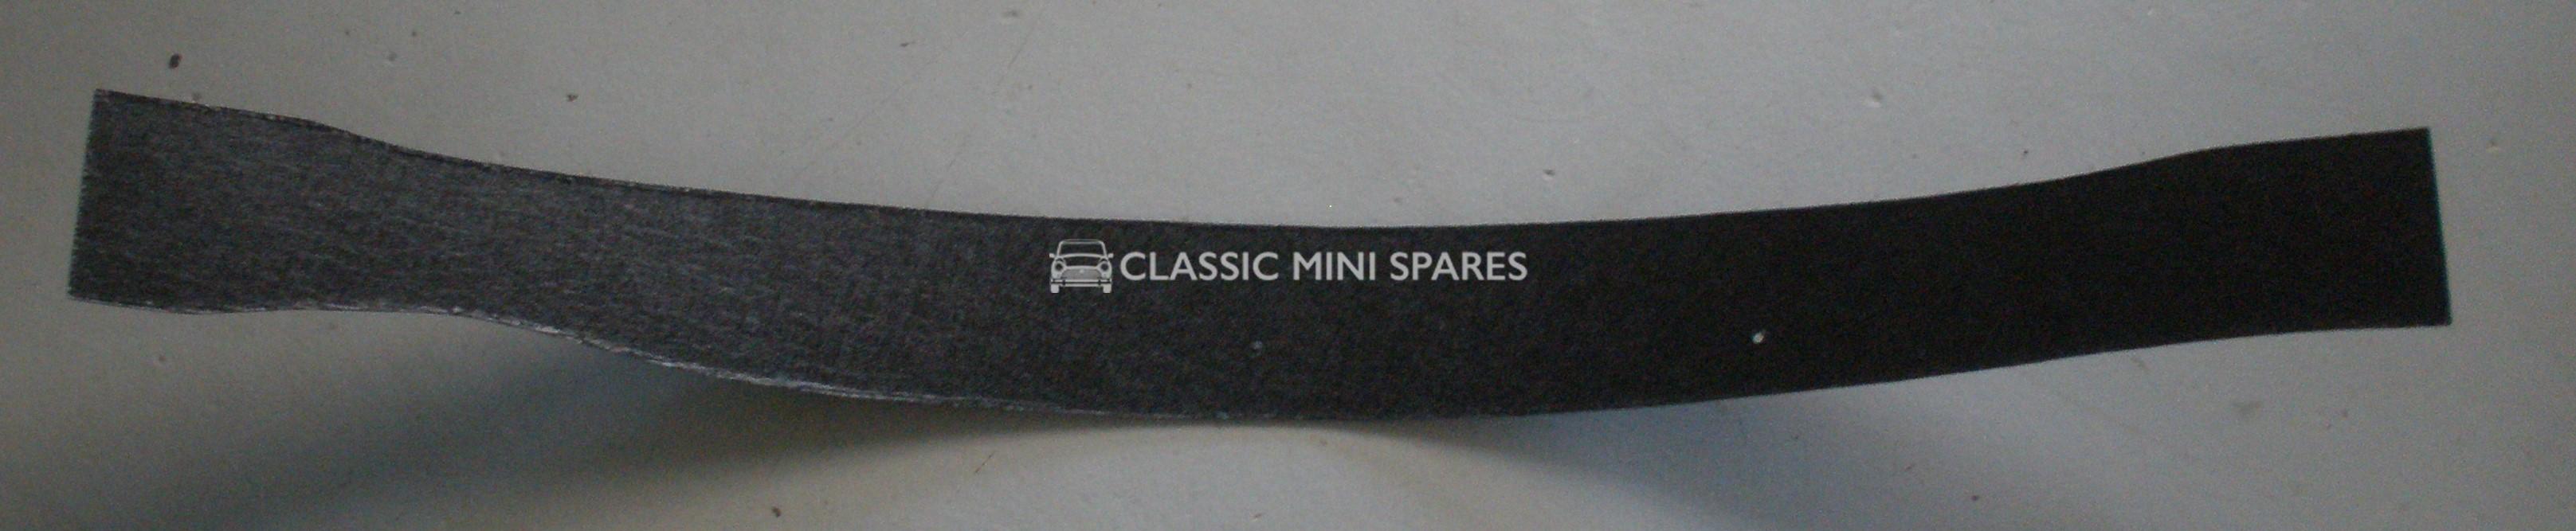 CLASSIC MINI SPARES